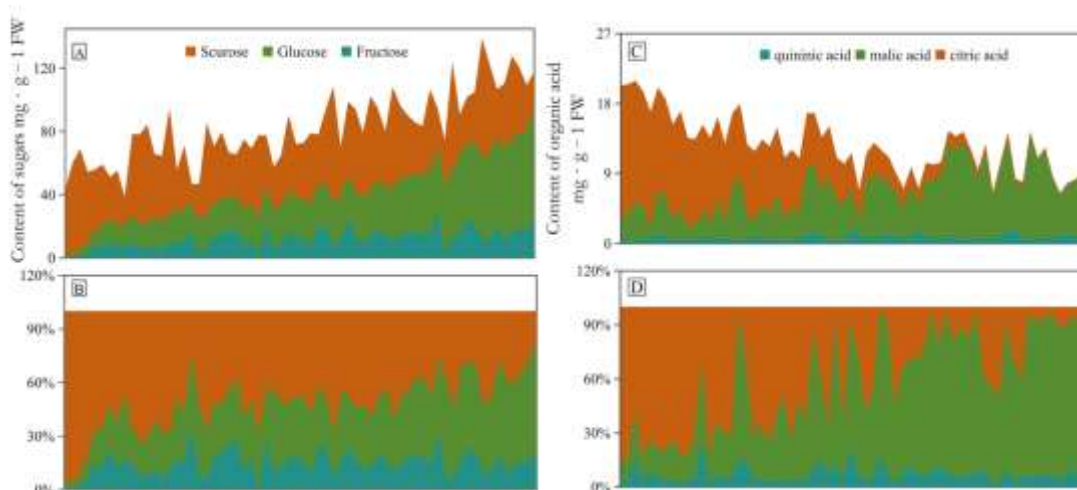 A
Scurose Glucose Fructose
Content of sugars mg · g – 1 FW
120
80
40
0
B
120%
90%
60%
30%
0%
C
quininic acid malic acid citric acid
Content of organic acid
mg · g – 1 FW
27
18
9
0
D
120%
90%
60%
30%
0%